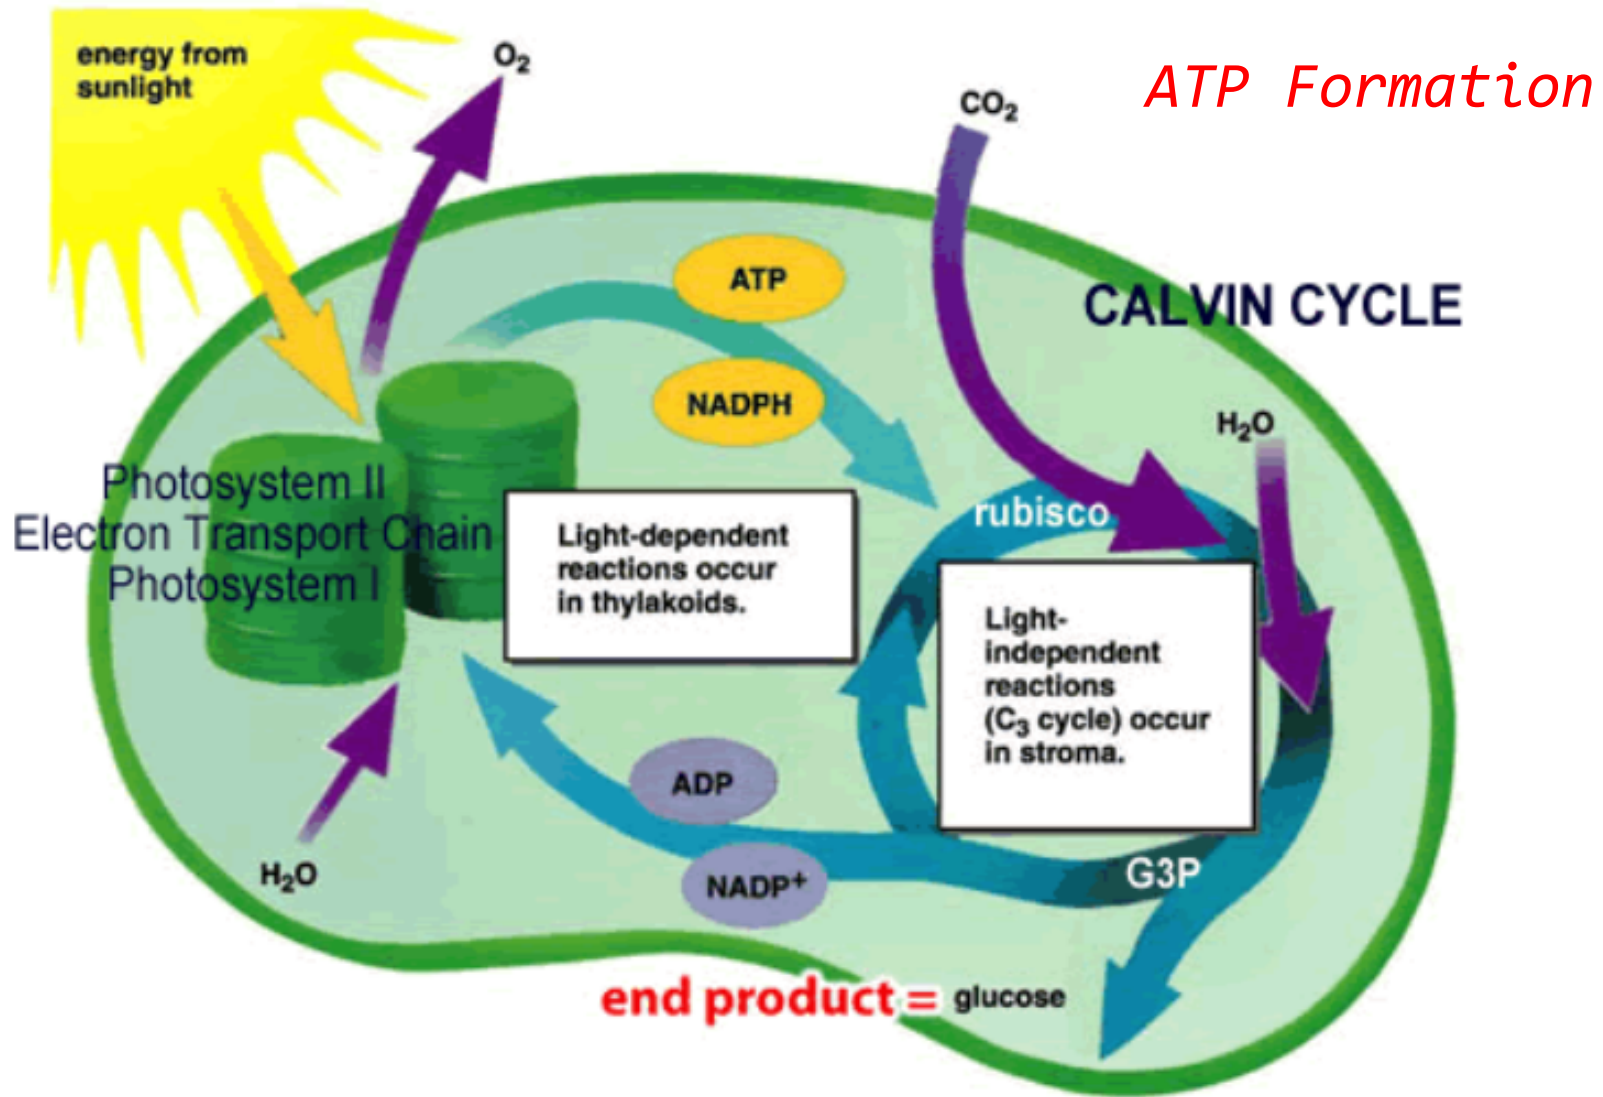 energy from
sunlight
O₂
CO₂
ATP Formation
ATP
CALVIN CYCLE
NADPH
H₂O
Photosystem II
Electron Transport Chain
Photosystem I
rubisco
Light-dependent
reactions occur
in thylakoids.
Light-
independent
reactions
(C₃ cycle) occur
in stroma.
ADP
NADP⁺
H₂O
G3P
end product = glucose